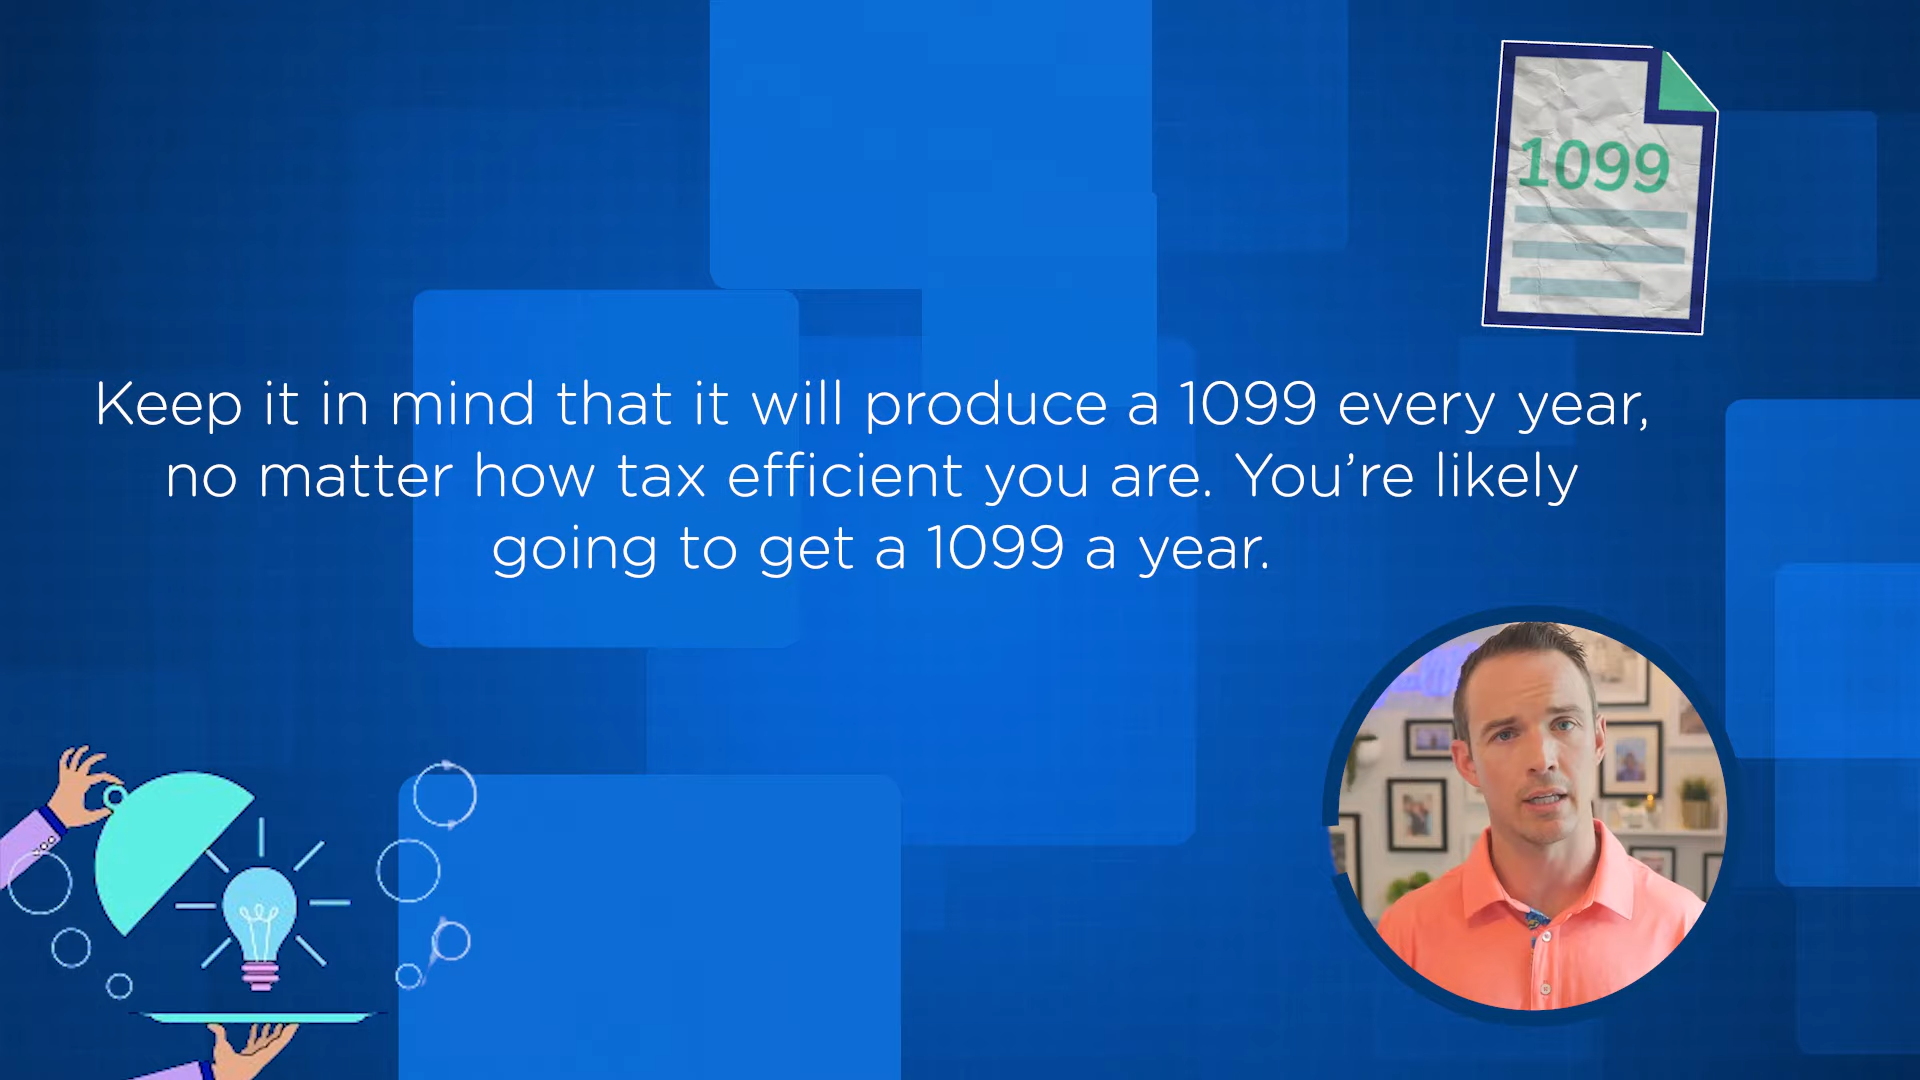 1099
Keep it in mind that it will produce a 1099 every year,
no matter how tax efficient you are. You’re likely
going to get a 1099 a year.